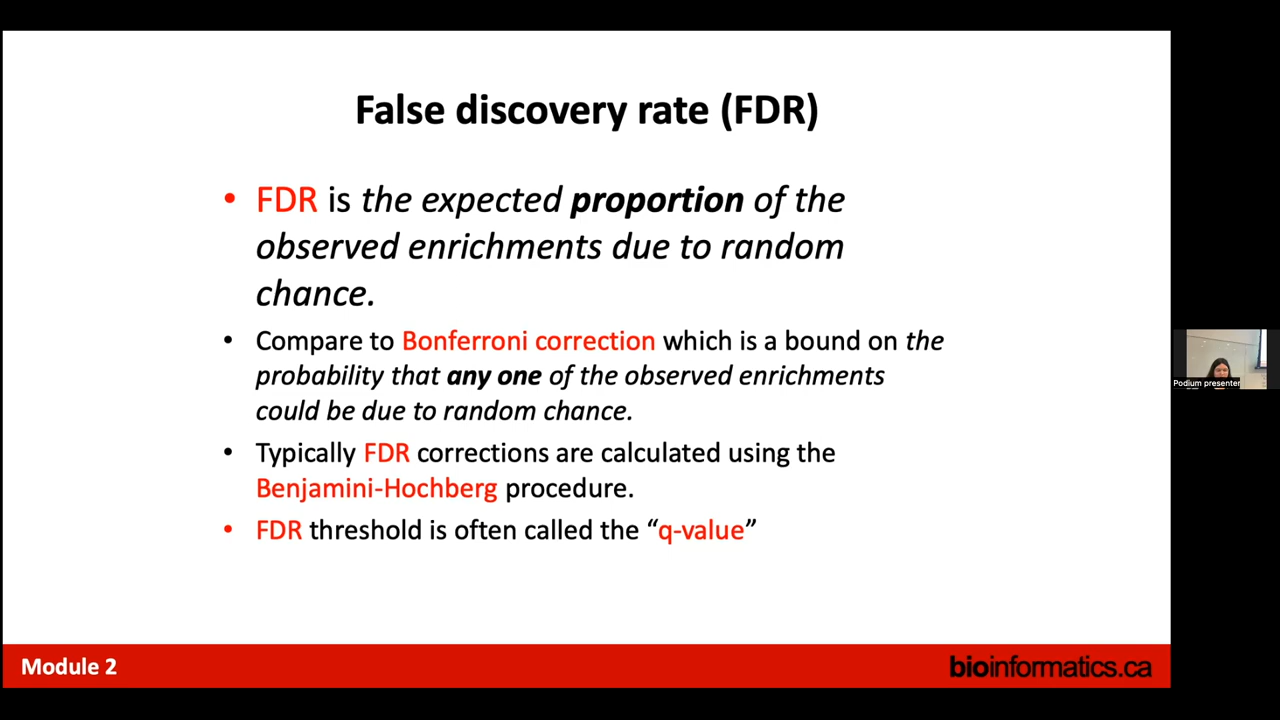 False discovery rate (FDR)
• FDR is the expected proportion of the
observed enrichments due to random
chance.
• Compare to Bonferroni correction which is a bound on the
probability that any one of the observed enrichments
could be due to random chance.
• Typically FDR corrections are calculated using the
Benjamini-Hochberg procedure.
• FDR threshold is often called the “q-value”
Podium presenter
Module 2
bioinformatics.ca